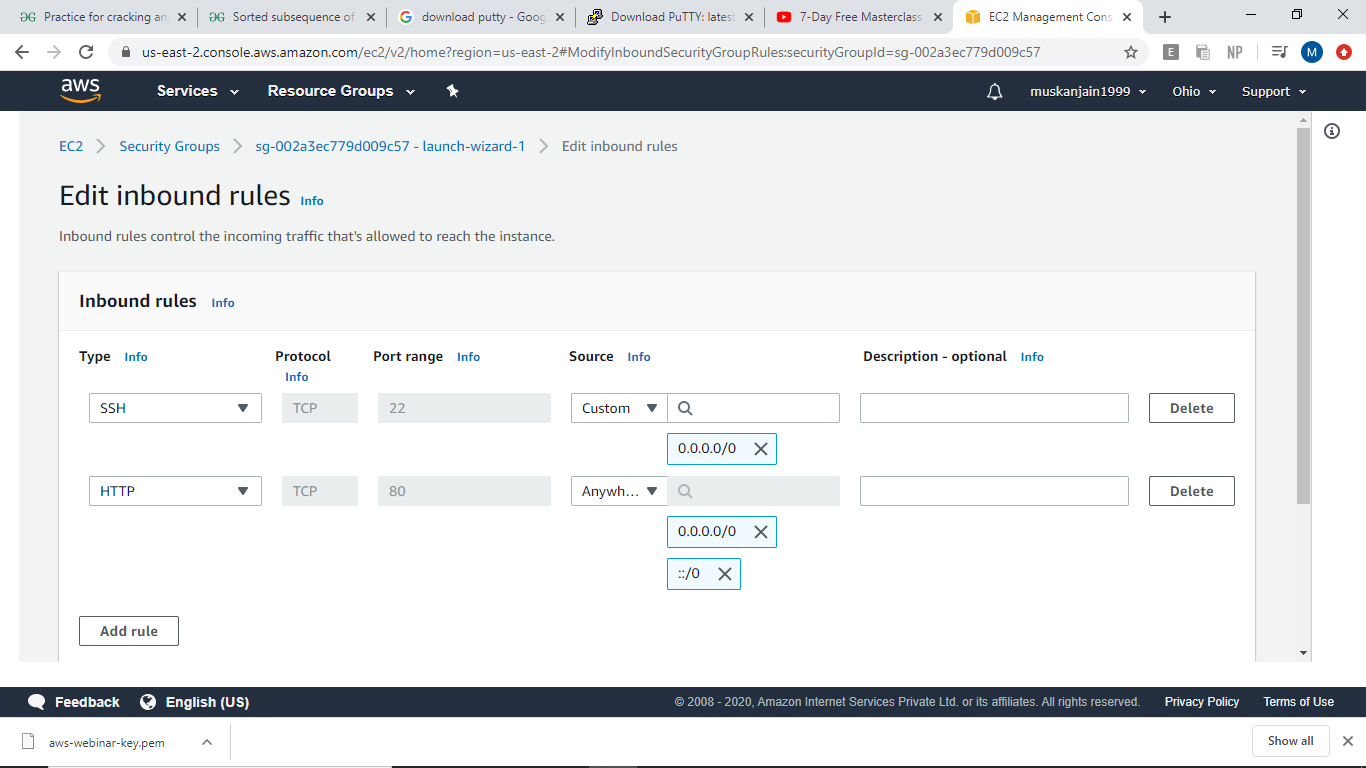 Practice for cracking an
Sorted subsequence of
download putty - Goog
Download PuTTY: latest
7-Day Free Masterclass
EC2 Management Cons
us-east-2.console.aws.amazon.com/ec2/v2/home?region=us-east-2#ModifyInboundSecurityGroupRules:securityGroupId=sg-002a3ec779d009c57
E
NP
M
aws
Services
Resource Groups
muskanjain1999
Ohio
Support
EC2
Security Groups
sg-002a3ec779d009c57 - launch-wizard-1
Edit inbound rules
Edit inbound rules Info
Inbound rules control the incoming traffic that's allowed to reach the instance.
Inbound rules Info
Type Info
Protocol Info
Port range Info
Source Info
Description - optional Info
SSH
TCP
22
Custom
Delete
0.0.0.0/0
HTTP
TCP
80
Anywh...
Delete
0.0.0.0/0
::/0
Add rule
Feedback
English (US)
© 2008 - 2020, Amazon Internet Services Private Ltd. or its affiliates. All rights reserved.
Privacy Policy
Terms of Use
aws-webinar-key.pem
Show all